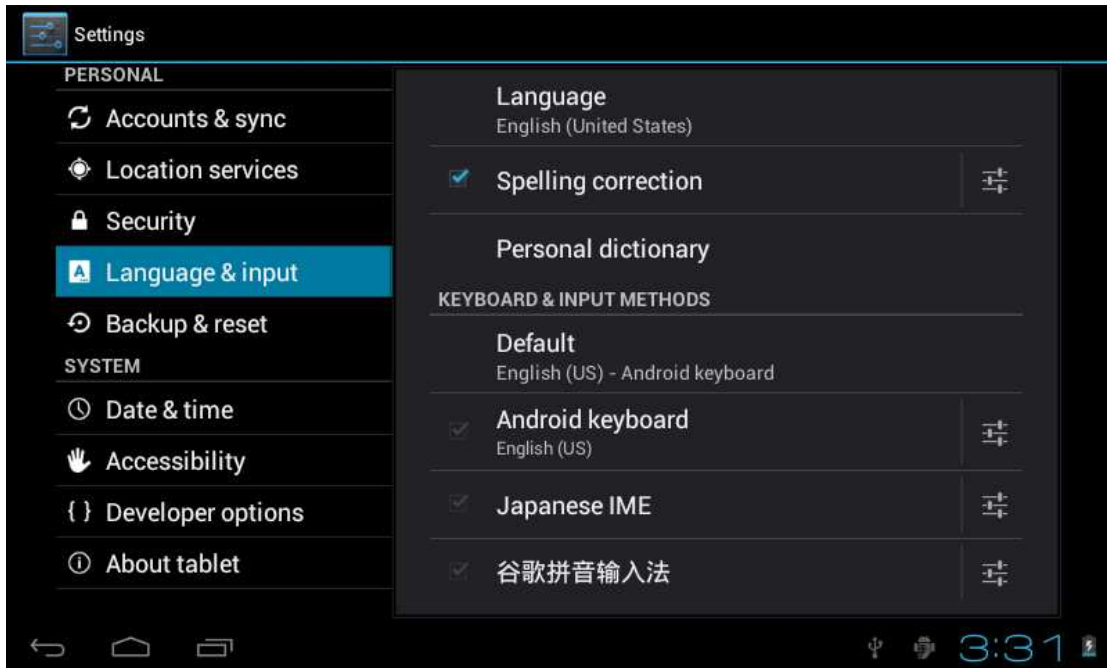 Settings
PERSONAL
Accounts & sync
Location services
Security
Language & input
Backup & reset
SYSTEM
Date & time
Accessibility
{ } Developer options
About tablet
Language
English (United States)
Spelling correction
Personal dictionary
KEYBOARD & INPUT METHODS
Default
English (US) - Android keyboard
Android keyboard
English (US)
Japanese IME
谷歌拼音输入法
3:31